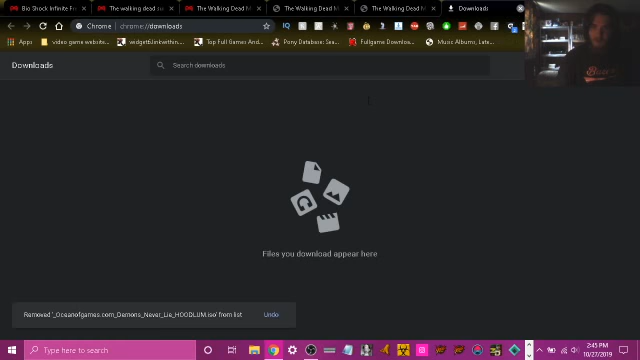 Bio Shock Infinite Fr
The walking dead su
The Walking Dead M
The Walking Dead M
The Walking Dead M
Downloads
Chrome | chrome://downloads
Apps
video game website...
widgett6.linktwithin...
Top Full Games And...
Pony Database: Sea...
Fullgame Downloa...
Music Albums, Late...
Downloads
Search downloads
Files you download appear here
Removed '_Oceanofgames.com_Demons_Never_Lie_HOODLUM.iso' from list
Undo
Type here to search
2:45 PM
10/27/2019